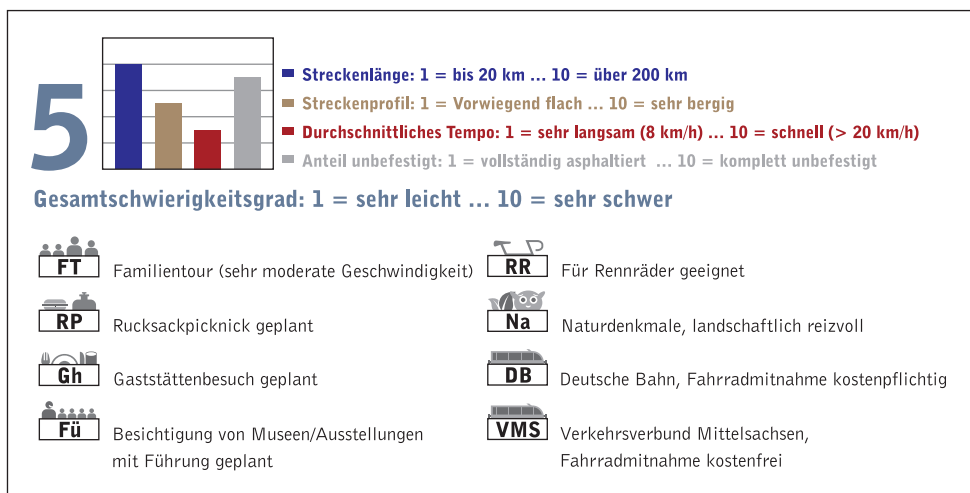 5
Streckenlänge: 1 = bis 20 km ... 10 = über 200 km
Streckenprofil: 1 = Vorwiegend flach ... 10 = sehr bergig
Durchschnittliches Tempo: 1 = sehr langsam (8 km/h) ... 10 = schnell (> 20 km/h)
Anteil unbefestigt: 1 = vollständig asphaltiert ... 10 = komplett unbefestigt
Gesamtschwierigkeitsgrad: 1 = sehr leicht ... 10 = sehr schwer
FT Familientour (sehr moderate Geschwindigkeit)
RP Rucksackpicknick geplant
Gh Gaststättenbesuch geplant
Fü Besichtigung von Museen/Ausstellungen
mit Führung geplant
RR Für Rennräder geeignet
Na Naturdenkmale, landschaftlich reizvoll
DB Deutsche Bahn, Fahrradmitnahme kostenpflichtig
VMS Verkehrsverbund Mittelsachsen,
Fahrradmitnahme kostenfrei